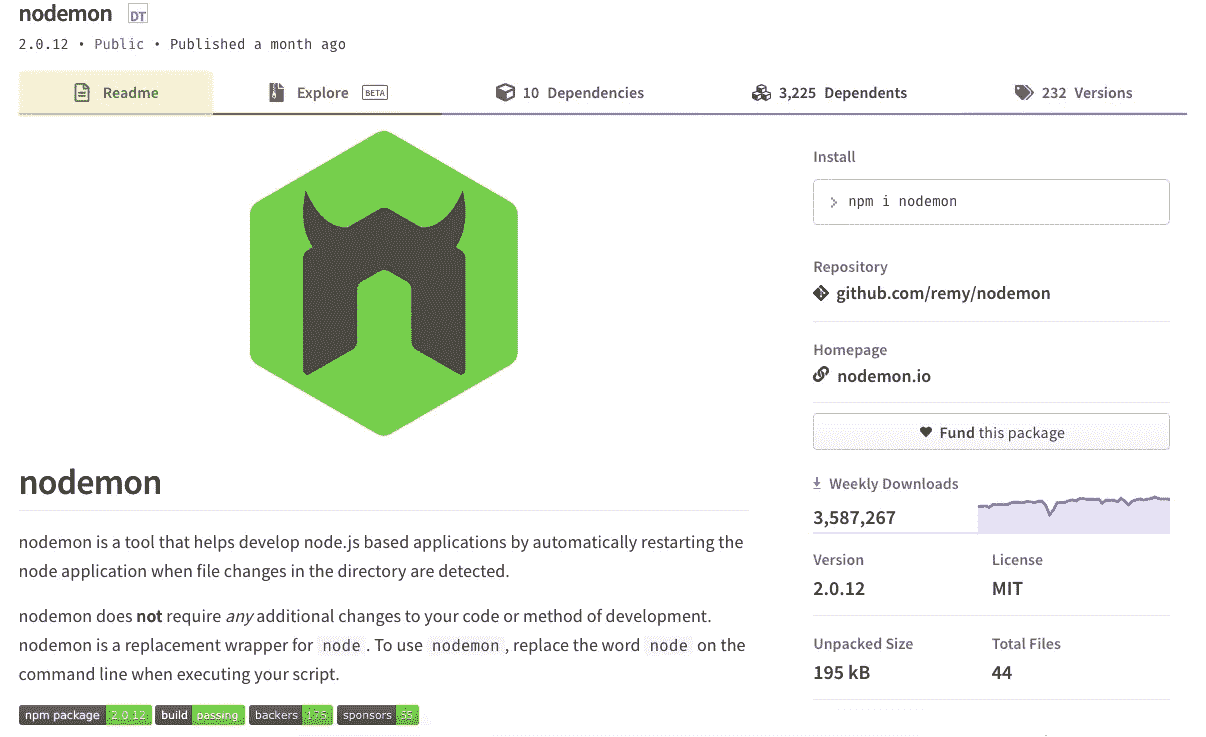 nodemon DT
2.0.12 • Public • Published a month ago
Readme
Explore BETA
10 Dependencies
3,225 Dependents
232 Versions
Install
> npm i nodemon
Repository
github.com/remy/nodemon
Homepage
nodemon.io
Fund this package
Weekly Downloads
3,587,267
Version
License
2.0.12
MIT
Unpacked Size
Total Files
195 kB
44
nodemon
nodemon is a tool that helps develop node.js based applications by automatically restarting the
node application when file changes in the directory are detected.
nodemon does not require any additional changes to your code or method of development.
nodemon is a replacement wrapper for node. To use nodemon, replace the word node on the
command line when executing your script.
npm package 2.0.12 build passing backers sponsors